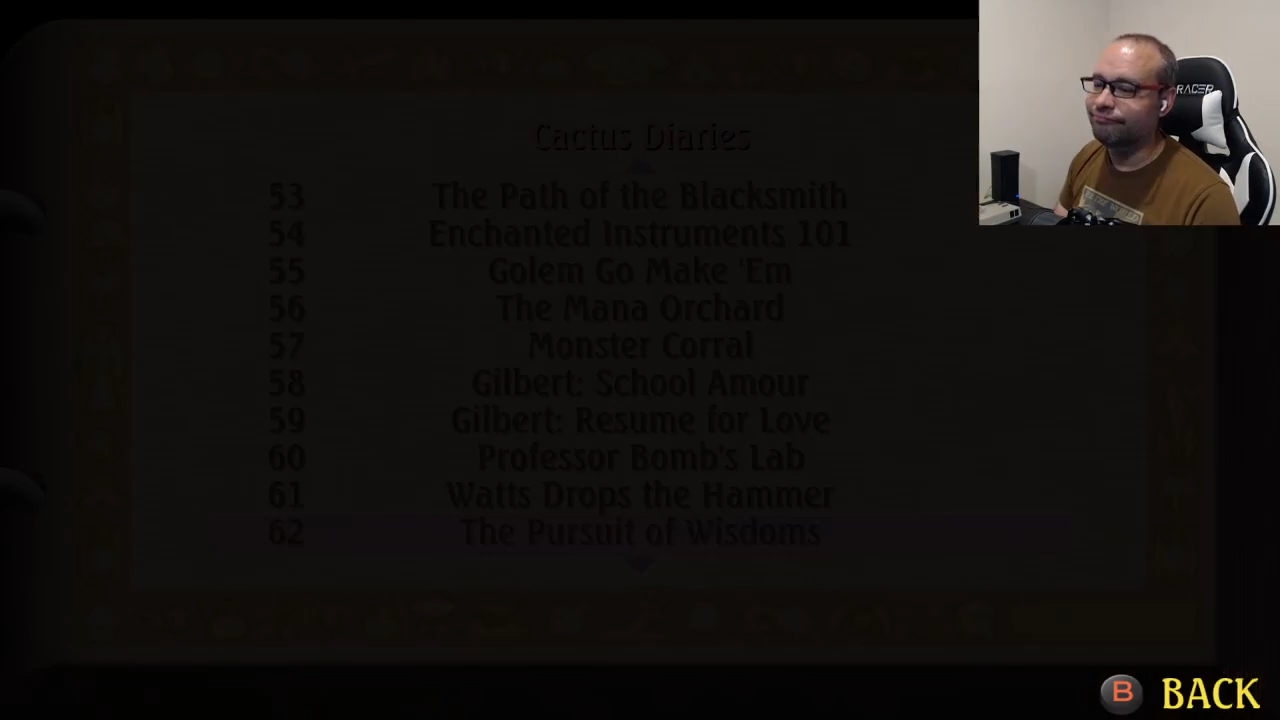 RACER
Cactus Diaries
53 The Path of the Blacksmith
54 Enchanted Instruments 101
55 Golem Go Make 'Em
56 The Mana Orchard
57 Monster Corral
58 Gilbert: School Amour
59 Gilbert: Resume for Love
60 Professor Bomb's Lab
61 Watts Drops the Hammer
62 The Pursuit of Wisdoms
B BACK